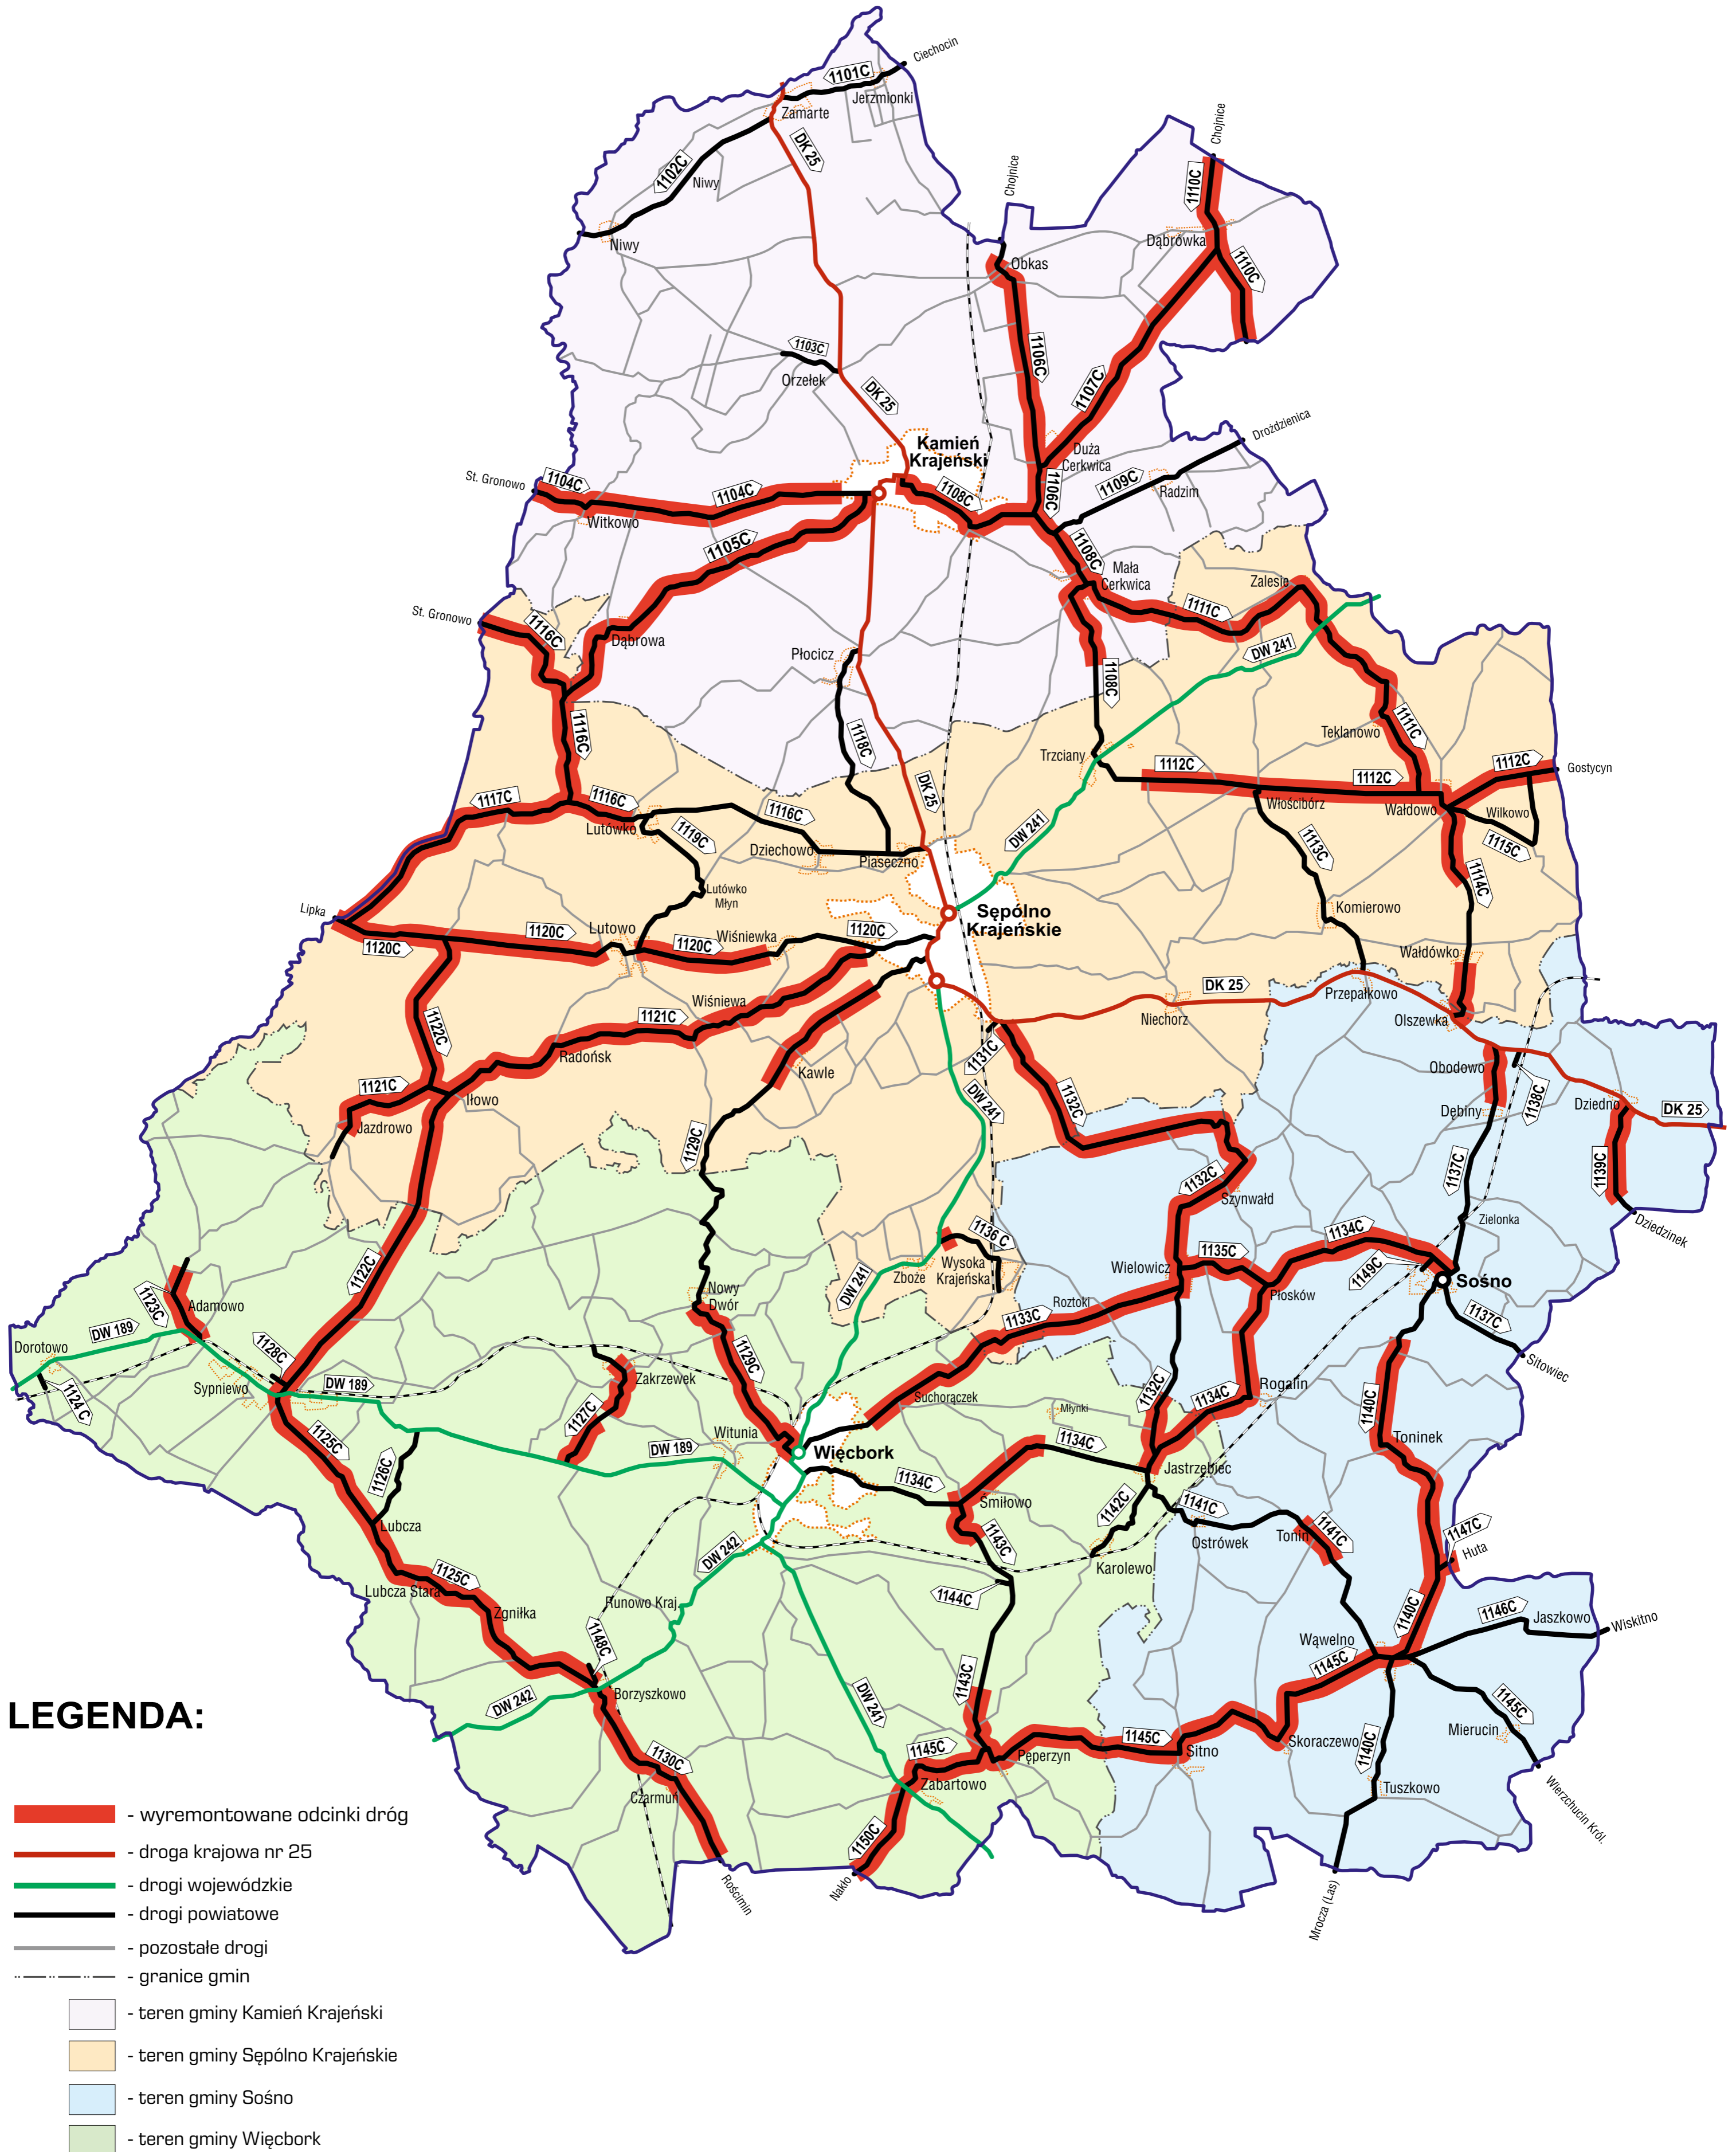 Ciechocin
1101C
Jerzmionki
Zamarte
DK 25
1102C
Niwy
Niwy
Chojnice
Chojnice
1110C
Dąbrówka
1110C
Obkas
1106C
1107C
1103C
Orzełek
DK 25
Kamień
Krajeński
Duża
Cerkwica
Drożdzienica
St. Gronowo
1104C
1104C
Witkowo
1108C
1106C
1109C
Radzim
1105C
1108C
Mała
Cerkwica
Zalesie
1111C
St. Gronowo
1116C
Dąbrowa
Płocicz
DW 241
1108C
1116C
1118C
Teklanowo
1111C
Trzciany
1112C
1112C
1112C
Gostycyn
DK 25
1117C
1116C
Lutówko
1116C
1119C
Dziechowo
Piaseczno
DW 241
Włościbórz
Wałdowo
Wilkowo
1115C
1113C
1114C
Lutówko
Młyn
Lipka
1120C
1120C
Lutowo
1120C
Wiśniewka
1120C
Sępólno
Krajeńskie
Komierowo
Wałdówko
DK 25
Przepałkowo
Niechorz
Olszewka
Wiśniewa
1121C
1122C
Radońsk
Kawle
1131C
1121C
Iłowo
Jazdrowo
DW 241
1132C
Obodowo
Dębiny
1138C
Dziedno
DK 25
1129C
1137C
1139C
1132C
Szynwałd
Zielonka
Dziedzinek
1136 C
Wysoka
Krajeńska
Zboże
1134C
1135C
Wielowicz
1149C
Sośno
Płosków
1122C
1123C
Adamowo
DW 241
Nowy
Dwór
Roztoki
1133C
1137C
Sitowiec
DW 189
Dorotowo
1128C
1129C
1124 C
Sypniewo
DW 189
Zakrzewek
1127C
Suchorączek
Młynki
1132C
1134C
Rogalin
1140C
Toninek
1125C
Witunia
DW 189
Więcbork
1134C
1134C
Jastrzębiec
1126C
Śmiłowo
1142C
1141C
Lubcza
Ostrówek
Tonin
1141C
1147C
Huta
DW 242
1143C
Karolewo
1125C
Lubcza Stara
1144C
Zgniłka
Runowo Kraj.
1140C
1146C
Jaszkowo
Wiskitno
Wąwelno
1148C
1145C
LEGENDA:
DW 242
Borzyszkowo
DW 241
1143C
1145C
Mierucin
1145C
1145C
Pęperzyn
Sitno
Skoraczewo
1140C
1130C
Czarmuń
Zabartowo
Tuszkowo
Wierzchucin Król.
1150C
Nakło
Rościmin
Mrocza (Las)
- wyremontowane odcinki dróg
- droga krajowa nr 25
- drogi wojewódzkie
- drogi powiatowe
- pozostałe drogi
- granice gmin
- teren gminy Kamień Krajeński
- teren gminy Sępólno Krajeńskie
- teren gminy Sośno
- teren gminy Więcbork